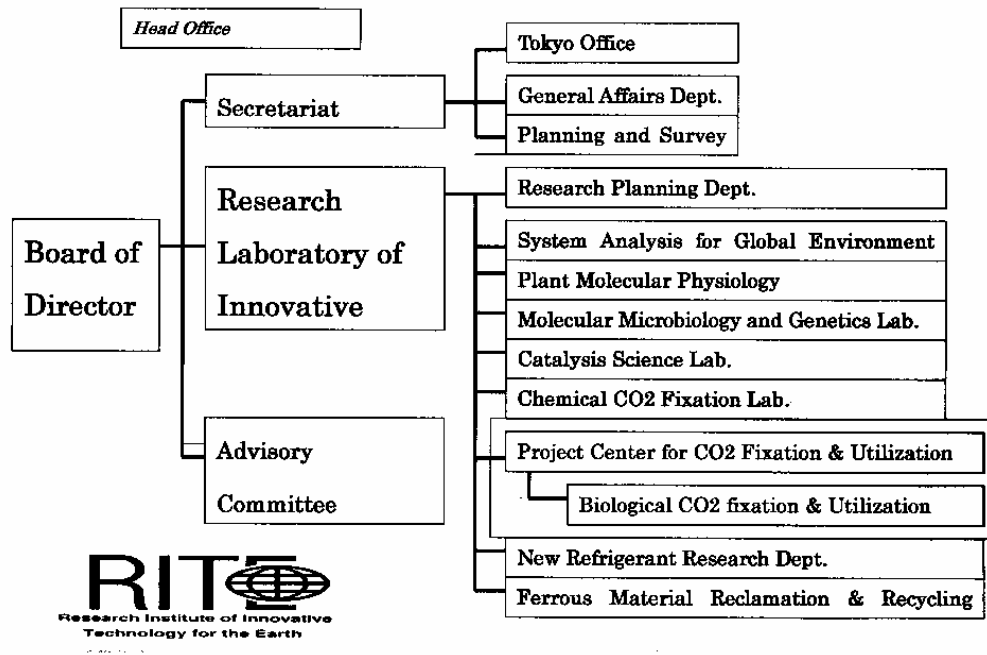 Head Office
Tokyo Office
Secretariat
General Affairs Dept.
Planning and Survey
Board of
Director
Research
Laboratory of
Innovative
Research Planning Dept.
System Analysis for Global Environment
Plant Molecular Physiology
Molecular Microbiology and Genetics Lab.
Catalysis Science Lab.
Chemical CO2 Fixation Lab.
Advisory
Committee
Project Center for CO2 Fixation & Utilization
Biological CO2 fixation & Utilization
New Refrigerant Research Dept.
Ferrous Material Reclamation & Recycling
RITE
Research Institute of Innovative
Technology for the Earth